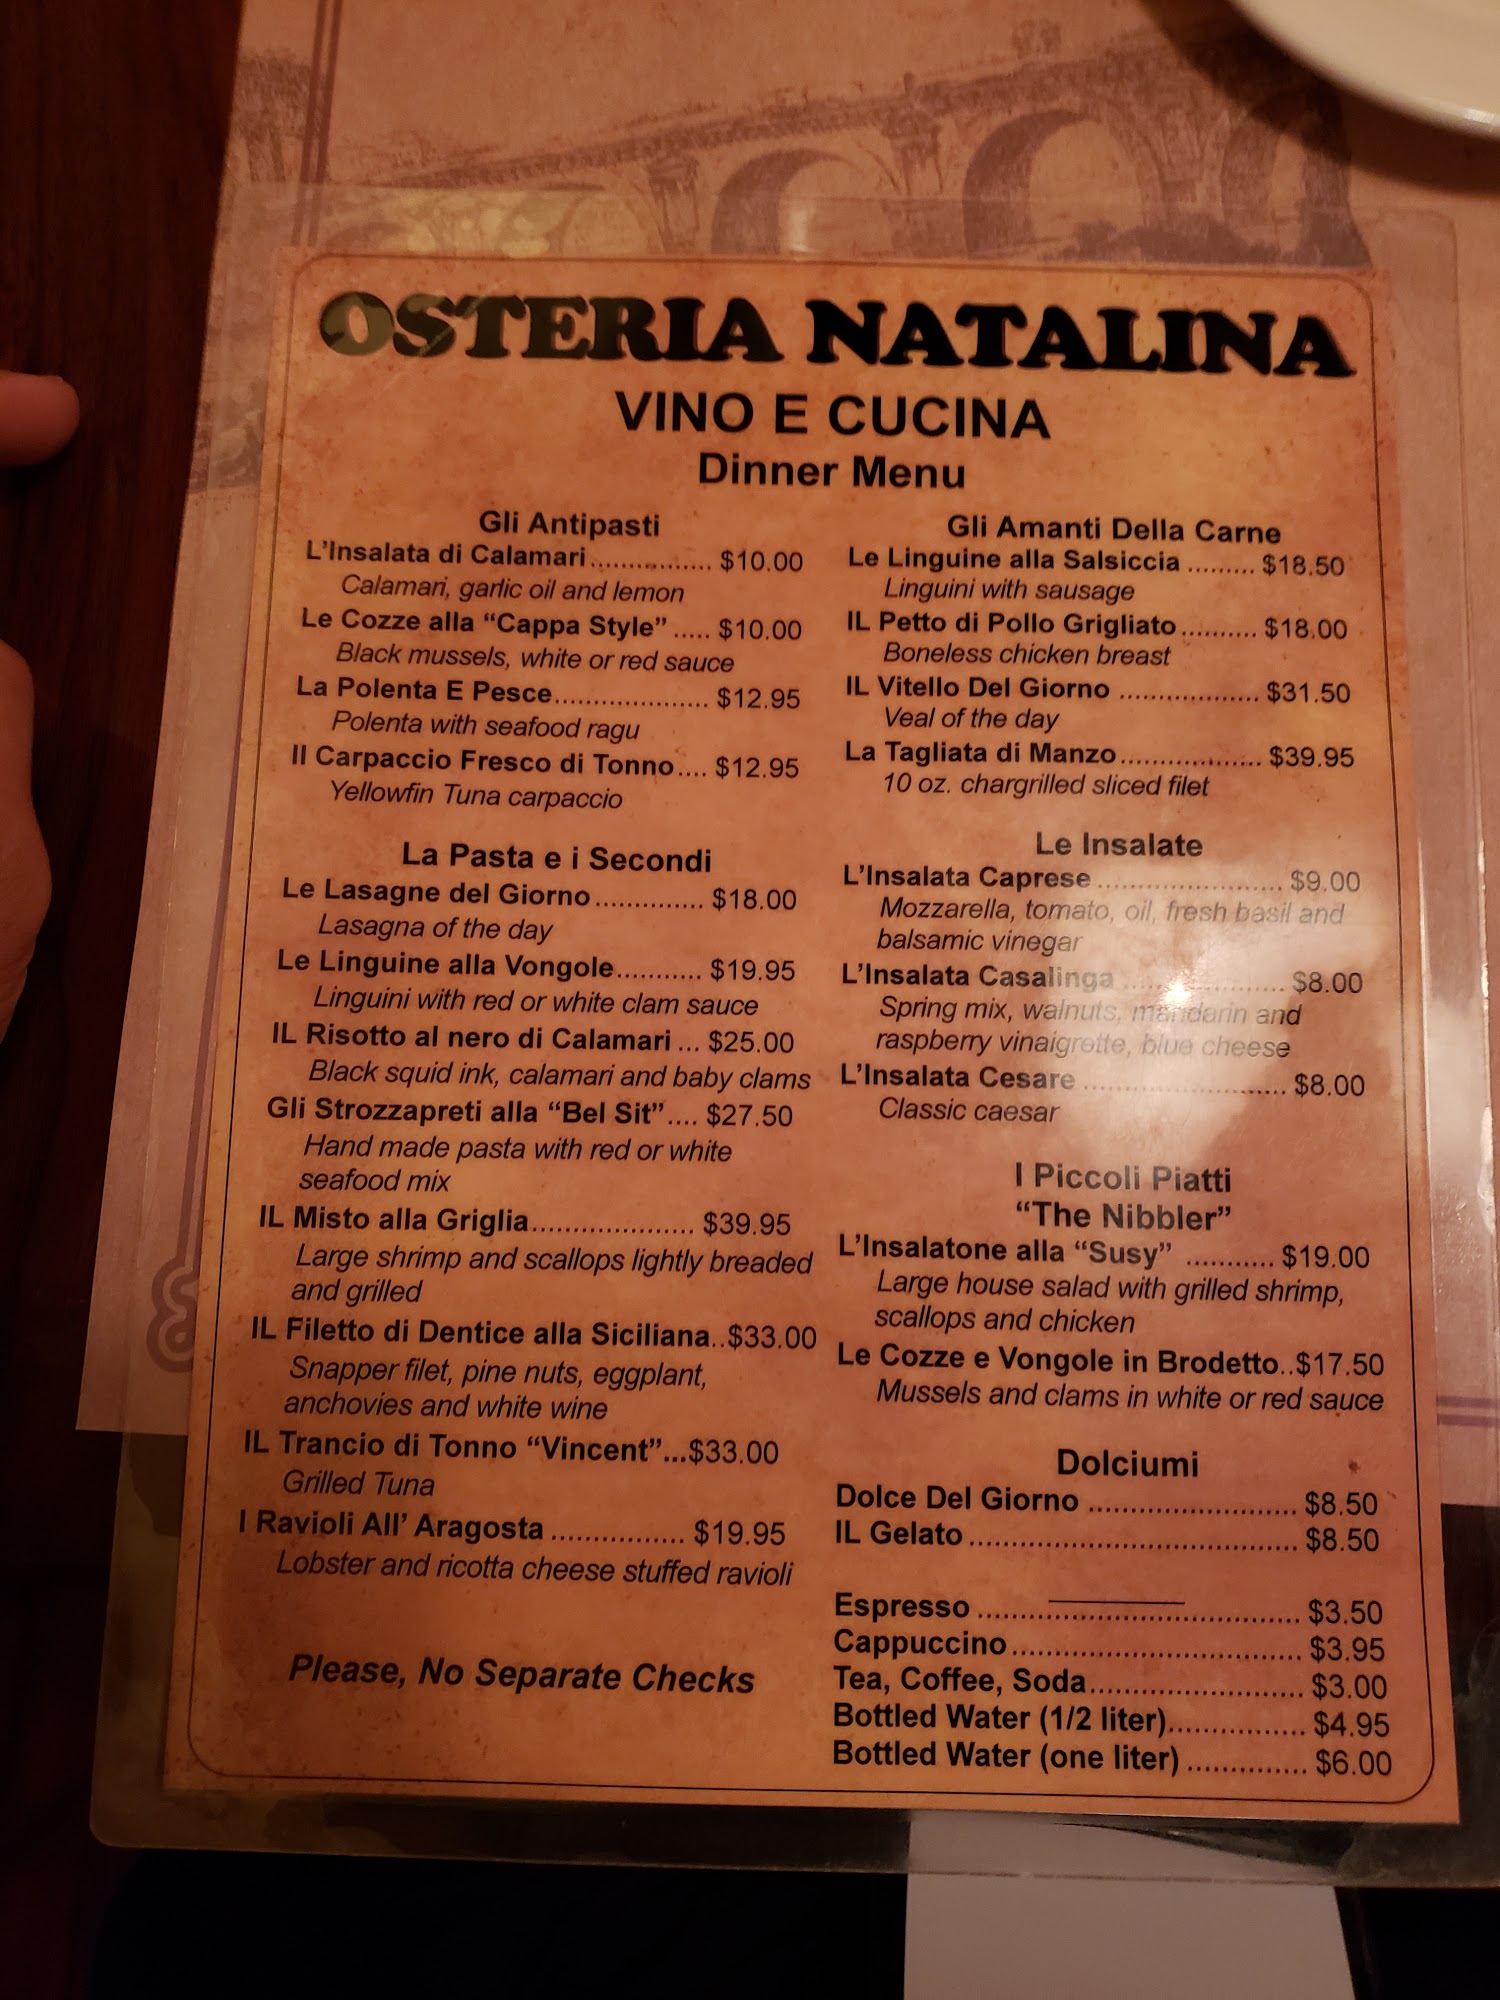 OSTERIA NATALINA
VINO E CUCINA
Dinner Menu
Gli Antipasti
L'Insalata di Calamari................. $10.00
Calamari, garlic oil and lemon
Le Cozze alla “Cappa Style” ..... $10.00
Black mussels, white or red sauce
La Polenta E Pesce...................... $12.95
Polenta with seafood ragu
Il Carpaccio Fresco di Tonno.... $12.95
Yellowfin Tuna carpaccio
La Pasta e i Secondi
Le Lasagne del Giorno.............. $18.00
Lasagna of the day
Le Linguine alla Vongole........... $19.95
Linguini with red or white clam sauce
IL Risotto al nero di Calamari ... $25.00
Black squid ink, calamari and baby clams
Gli Strozzapreti alla “Bel Sit”.... $27.50
Hand made pasta with red or white
seafood mix
IL Misto alla Griglia..................... $39.95
Large shrimp and scallops lightly breaded
and grilled
IL Filetto di Dentice alla Siciliana..$33.00
Snapper filet, pine nuts, eggplant,
anchovies and white wine
IL Trancio di Tonno “Vincent”...$33.00
Grilled Tuna
I Ravioli All' Aragosta ................. $19.95
Lobster and ricotta cheese stuffed ravioli
Please, No Separate Checks
Gli Amanti Della Carne
Le Linguine alla Salsiccia ......... $18.50
Linguini with sausage
IL Petto di Pollo Grigliato.......... $18.00
Boneless chicken breast
IL Vitello Del Giorno .................. $31.50
Veal of the day
La Tagliata di Manzo.................. $39.95
10 oz. chargrilled sliced filet
Le Insalate
L'Insalata Caprese........................ $9.00
Mozzarella, tomato, oil, fresh basil and
balsamic vinegar
L'Insalata Casalinga ..................... $8.00
Spring mix, walnuts, mandarin and
raspberry vinaigrette, blue cheese
L'Insalata Cesare .......................... $8.00
Classic caesar
I Piccoli Piatti
“The Nibbler”
L'Insalatone alla “Susy” ........... $19.00
Large house salad with grilled shrimp,
scallops and chicken
Le Cozze e Vongole in Brodetto..$17.50
Mussels and clams in white or red sauce
Dolciumi
Dolce Del Giorno .......................... $8.50
IL Gelato.......................................... $8.50
Espresso ......................................... $3.50
Cappuccino..................................... $3.95
Tea, Coffee, Soda........................... $3.00
Bottled Water (1/2 liter)................. $4.95
Bottled Water (one liter) ............... $6.00